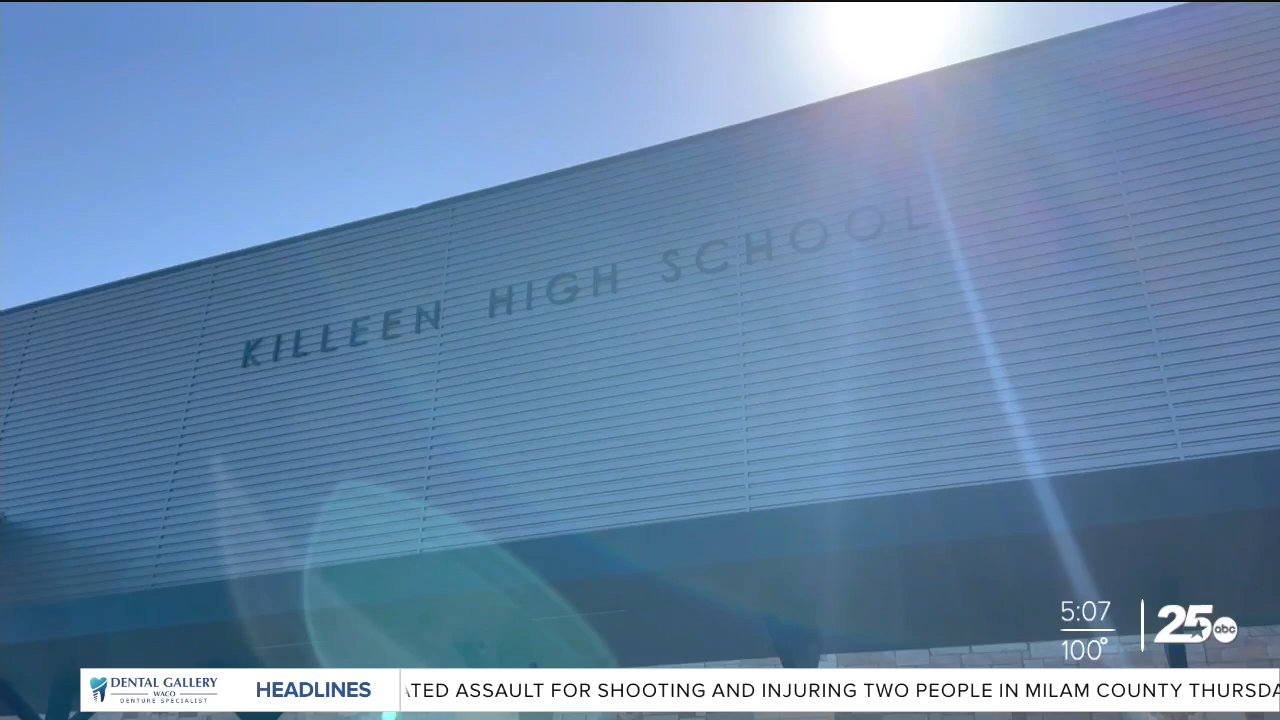 KILLEEN HIGH SCHOOL
5:07
100°
25 abc
DENTAL GALLERY
WACO
DENTURE SPECIALIST
HEADLINES
ATED ASSAULT FOR SHOOTING AND INJURING TWO PEOPLE IN MILAM COUNTY THURSDA